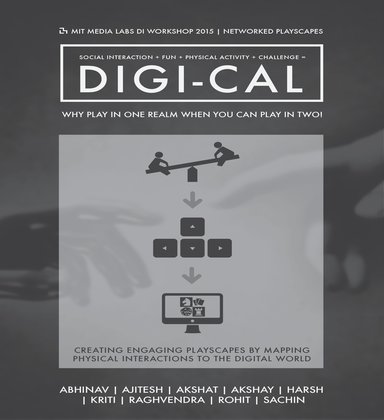 MIT MEDIA LABS DI WORKSHOP 2015 | NETWORKED PLAYSCAPES
SOCIAL INTERACTION + FUN + PHYSICAL ACTIVITY + CHALLENGE =
DIGI-CAL
WHY PLAY IN ONE REALM WHEN YOU CAN PLAY IN TWO!
CREATING ENGAGING PLAYSCAPES BY MAPPING
PHYSICAL INTERACTIONS TO THE DIGITAL WORLD
ABHINAV | AJITESH | AKSHAT | AKSHAY | HARSH
| KRITI | RAGHVENDRA | ROHIT | SACHIN